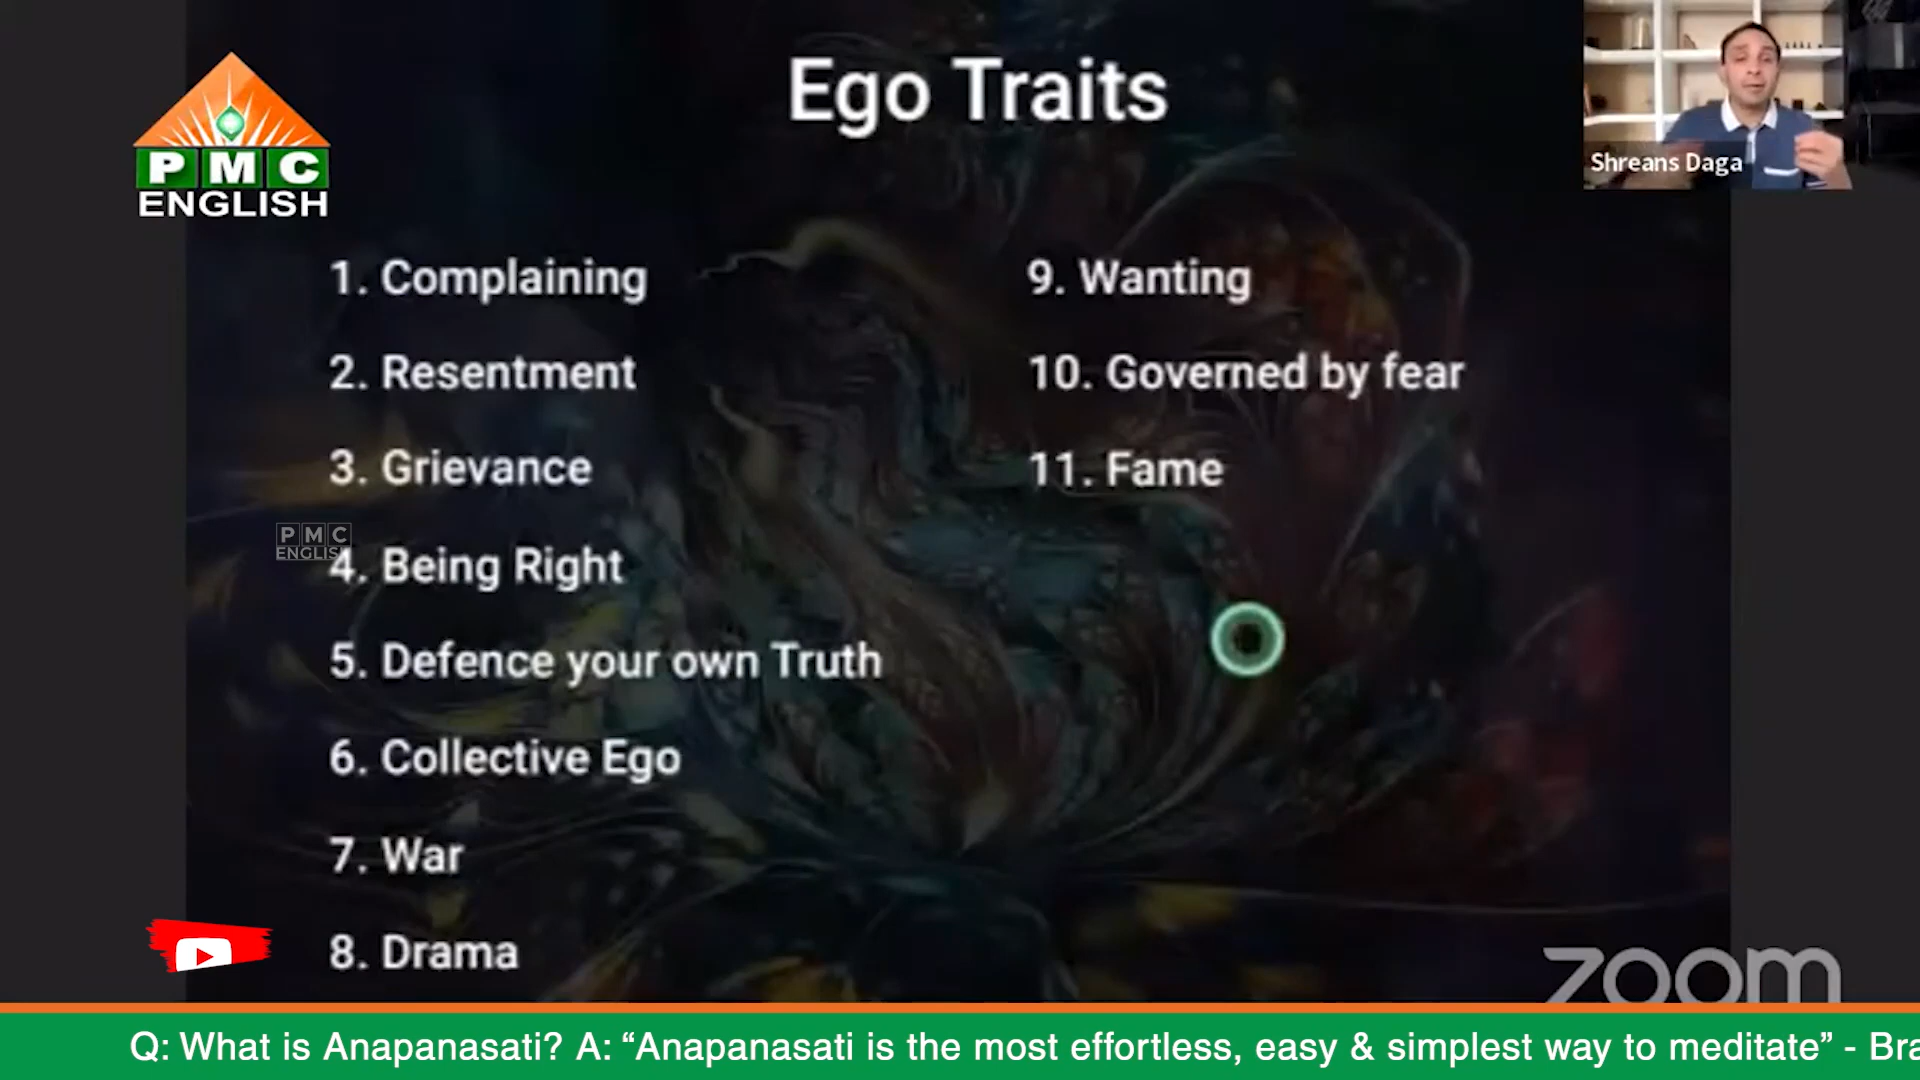 Ego Traits
Shreans Daga
PMC
ENGLISH
1. Complaining
2. Resentment
3. Grievance
PMC
ENGLISH
4. Being Right
5. Defence your own Truth
6. Collective Ego
7. War
8. Drama
9. Wanting
10. Governed by fear
11. Fame
zoom
Q: What is Anapanasati? A: “Anapanasati is the most effortless, easy & simplest way to meditate” -